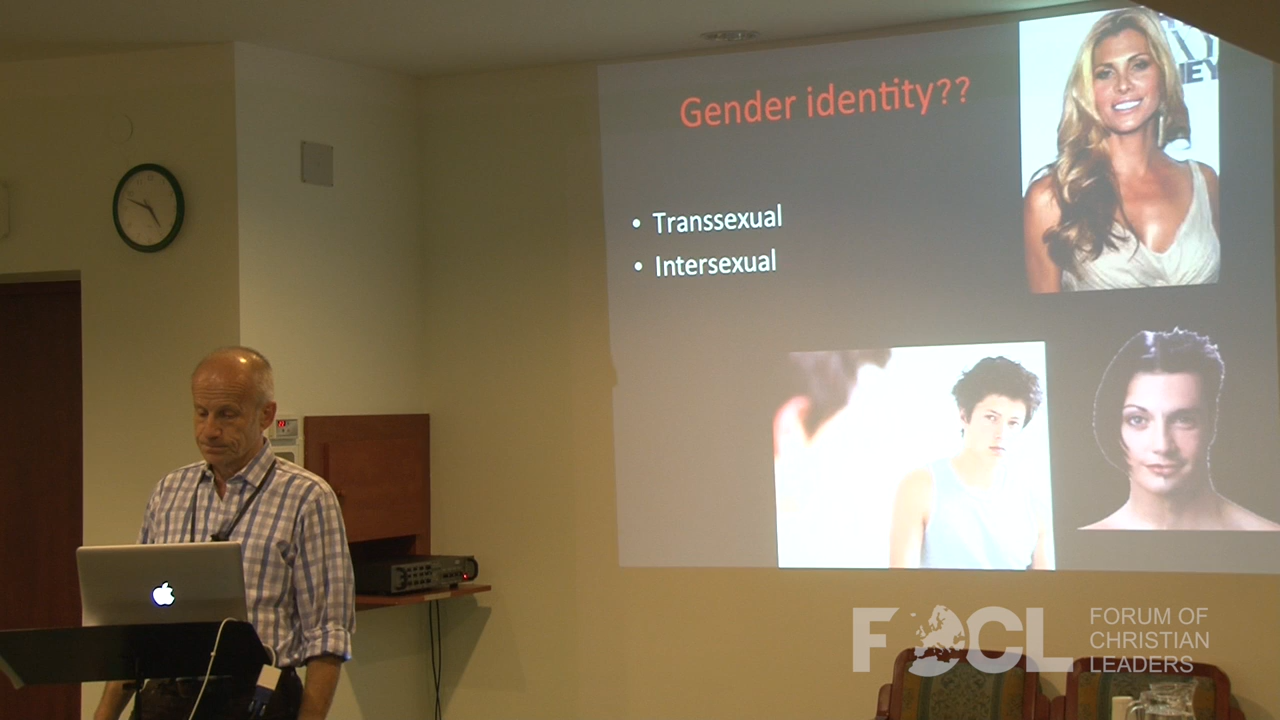 Gender identity??
• Transsexual
• Intersexual
FOCL
FORUM OF
CHRISTIAN
LEADERS